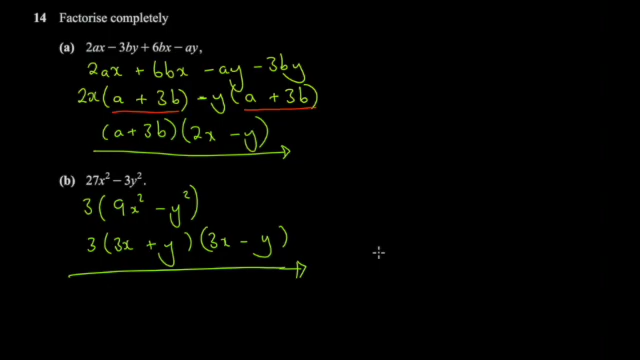 14 Factorise completely
(a) 2ax − 3by + 6bx − ay,
2ax + 6bx − ay − 3by
2x ( a + 3b ) − y ( a + 3b )
( a + 3b ) ( 2x − y )
(b) 27x² − 3y².
3 ( 9x² − y² )
3 ( 3x + y ) ( 3x − y )